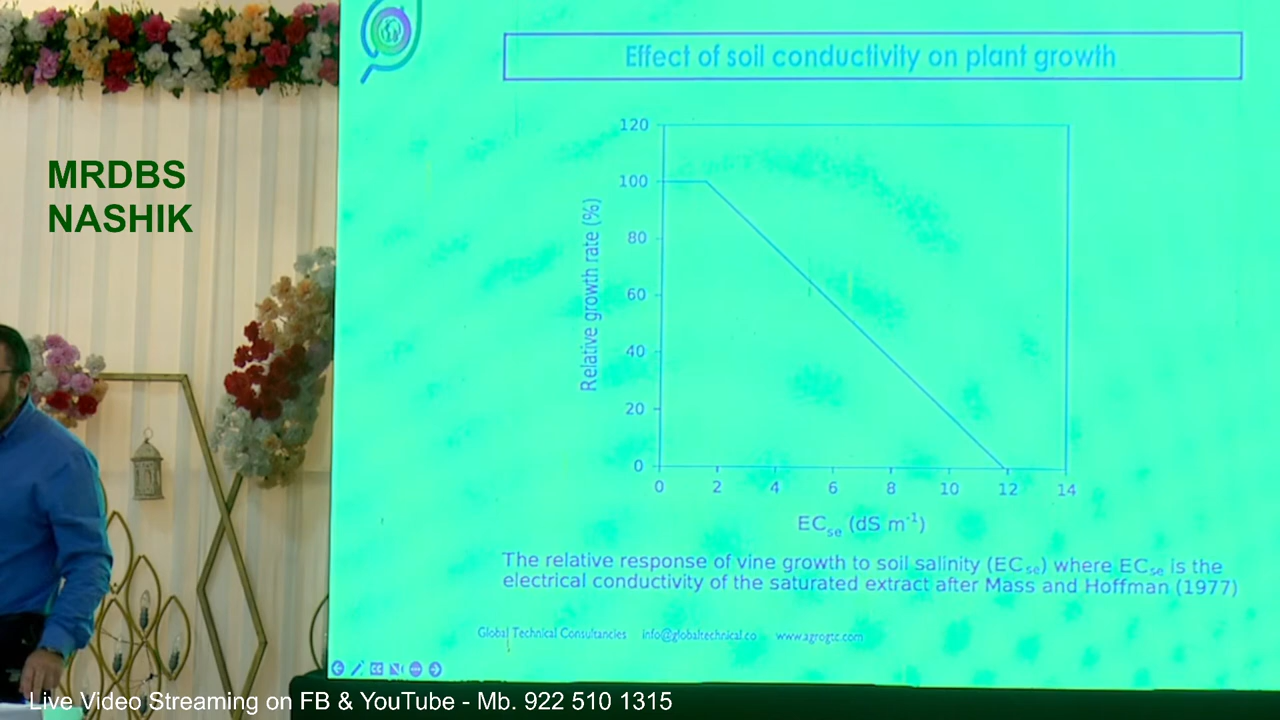 Effect of soil conductivity on plant growth
MRDBS
NASHIK
120
100
80
60
40
20
0
Relative growth rate (%)
0 2 4 6 8 10 12 14
ECse (dS m-1)
The relative response of vine growth to soil salinity (ECse) where ECse is the
electrical conductivity of the saturated extract after Mass and Hoffman (1977)
Global Technical Consultancies info@globaltechnical.co www.agrogtc.com
Live Video Streaming on FB & YouTube - Mb. 922 510 1315